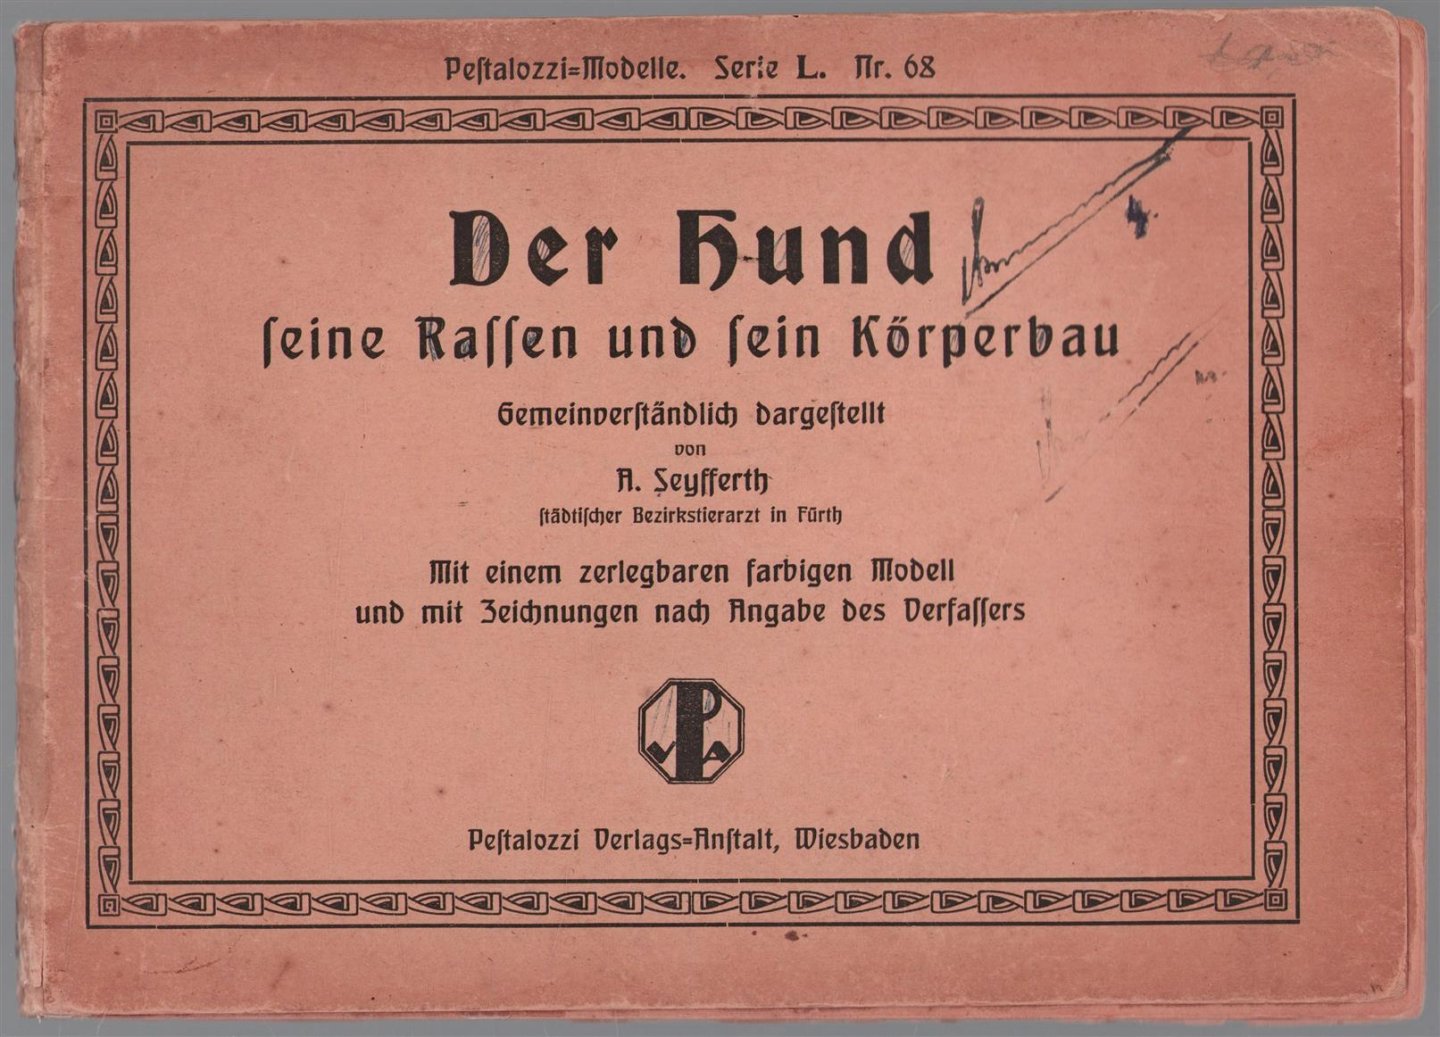 Peſtalozzi=Modelle. Serie L. Nr. 68
Der Hund
ſeine Raſſen und ſein Körperbau
Gemeinverſtändlich dargeſtellt
von
A. Seyfferth
ſtädtiſcher Bezirkstierarzt in Fürth
Mit einem zerlegbaren farbigen Modell
und mit Zeichnungen nach Angabe des Verfaſſers
VPA
Peſtalozzi Verlags=Anſtalt, Wiesbaden